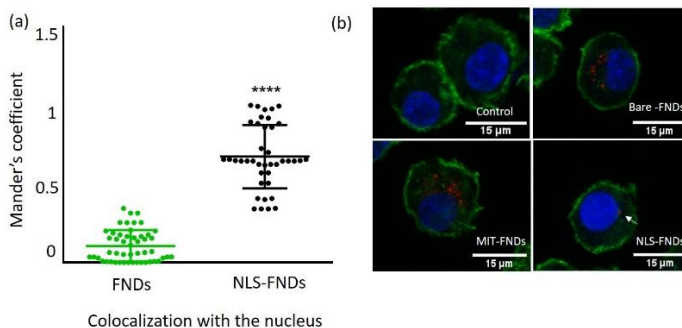 (a)
Mander's coefficient
1.5
1
0.5
0
****
FNDs
NLS-FNDs
Colocalization with the nucleus
(b)
Control
15 µm
Bare -FNDs
15 µm
MIT-FNDs
15 µm
NLS-FNDs
15 µm